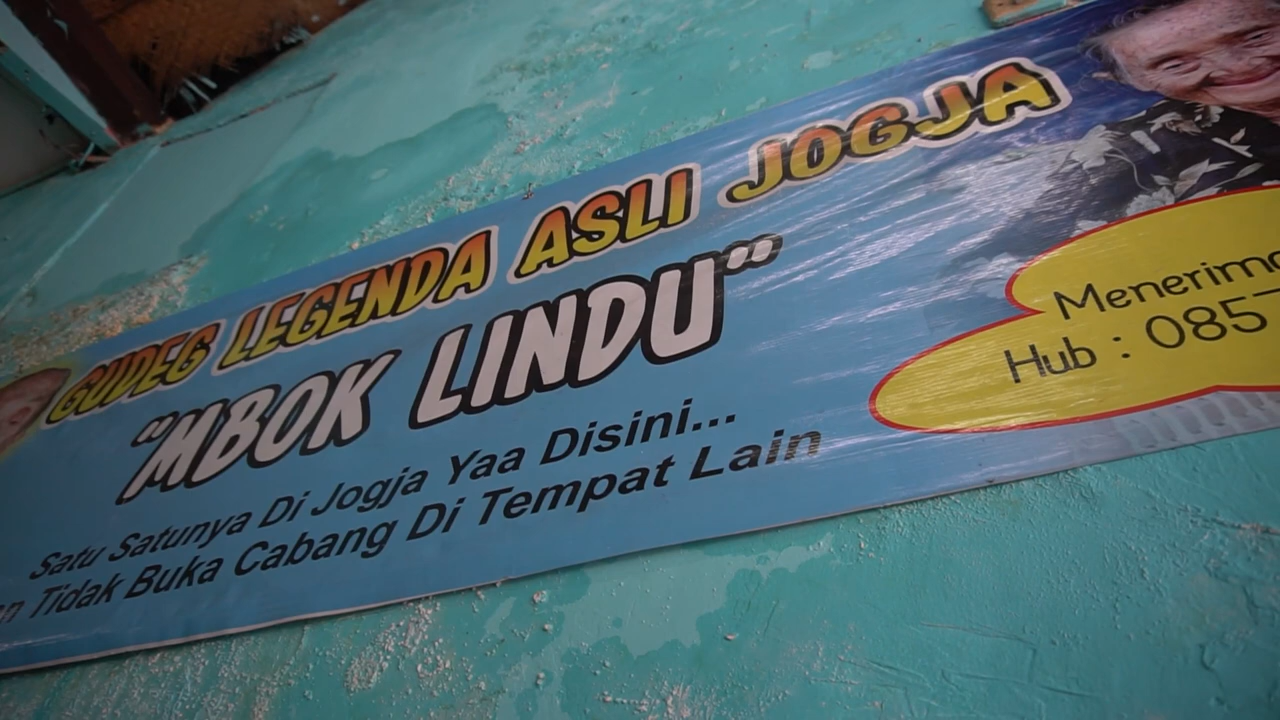 GUDEG LEGENDA ASLI JOGJA
"MBOK LINDU"
Satu Satunya Di Jogja Yaa Disini...
Tidak Buka Cabang Di Tempat Lain
Hub : 085